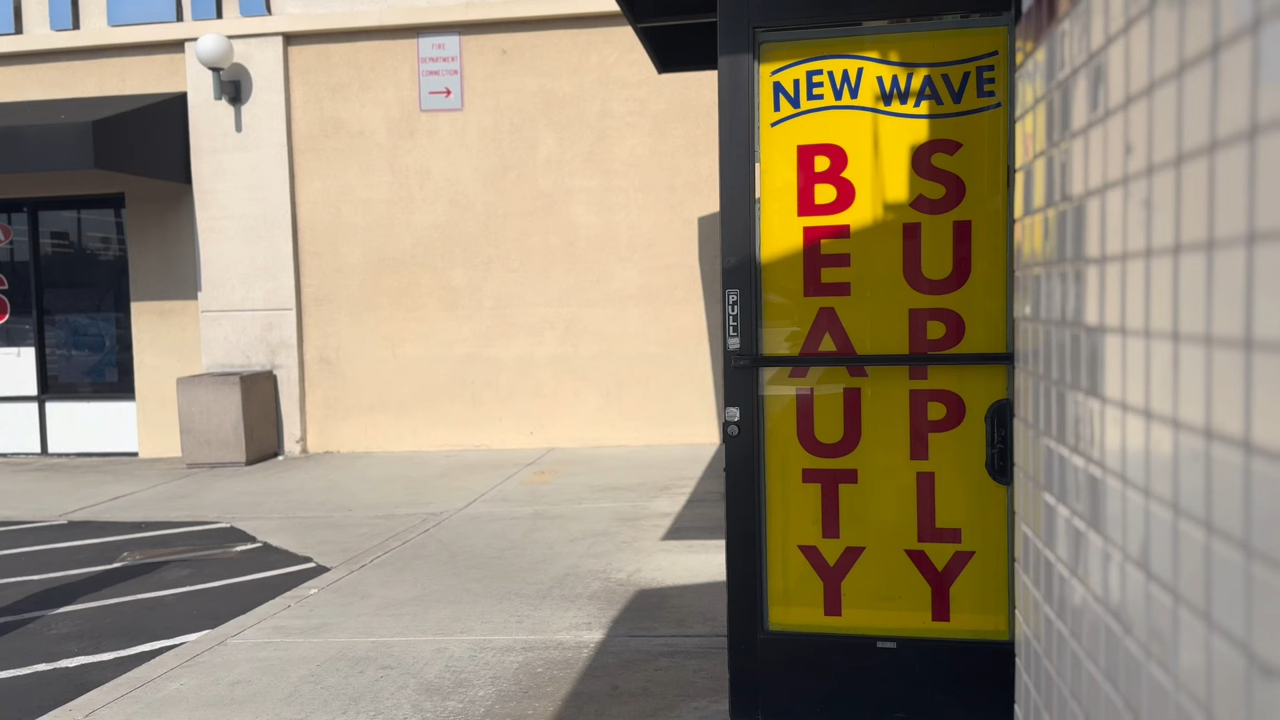 FIRE
DEPARTMENT
CONNECTION
NEW WAVE
BEAUTY
SUPPLY
PULL